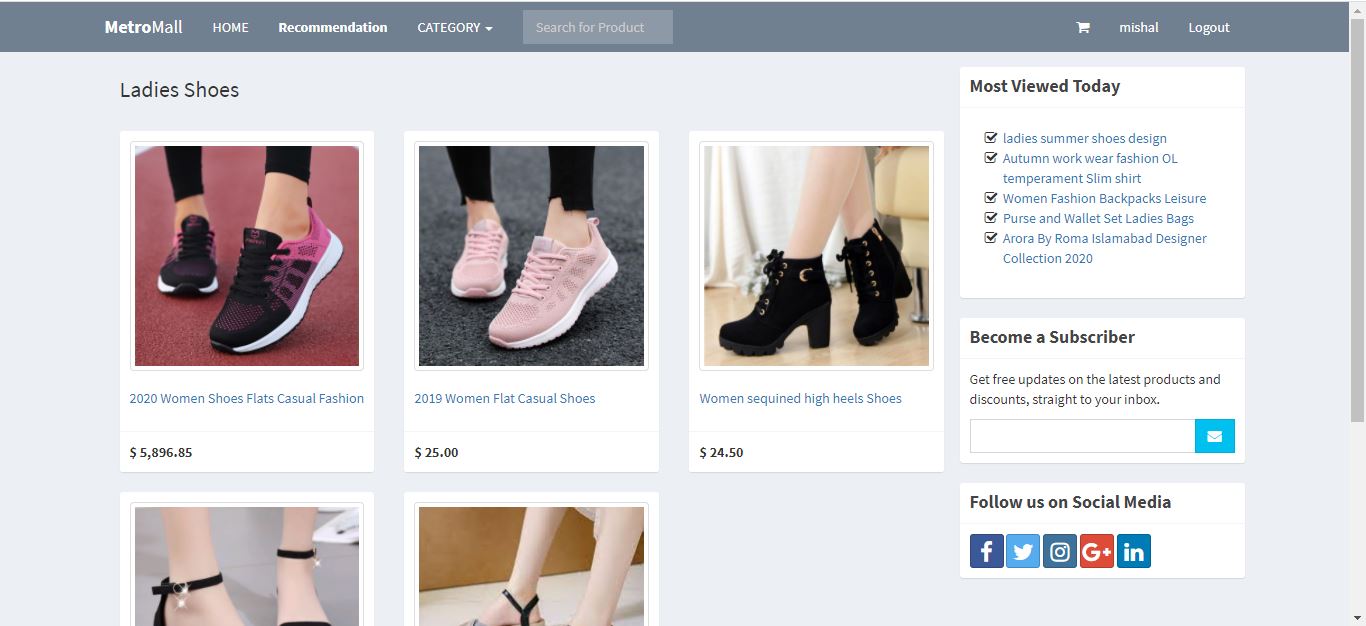 MetroMall HOME Recommendation CATEGORY Search for Product mishal Logout
Ladies Shoes
2020 Women Shoes Flats Casual Fashion
$ 5,896.85
2019 Women Flat Casual Shoes
$ 25.00
Women sequined high heels Shoes
$ 24.50
Most Viewed Today
ladies summer shoes design
Autumn work wear fashion OL
temperament Slim shirt
Women Fashion Backpacks Leisure
Purse and Wallet Set Ladies Bags
Arora By Roma Islamabad Designer
Collection 2020
Become a Subscriber
Get free updates on the latest products and
discounts, straight to your inbox.
Follow us on Social Media